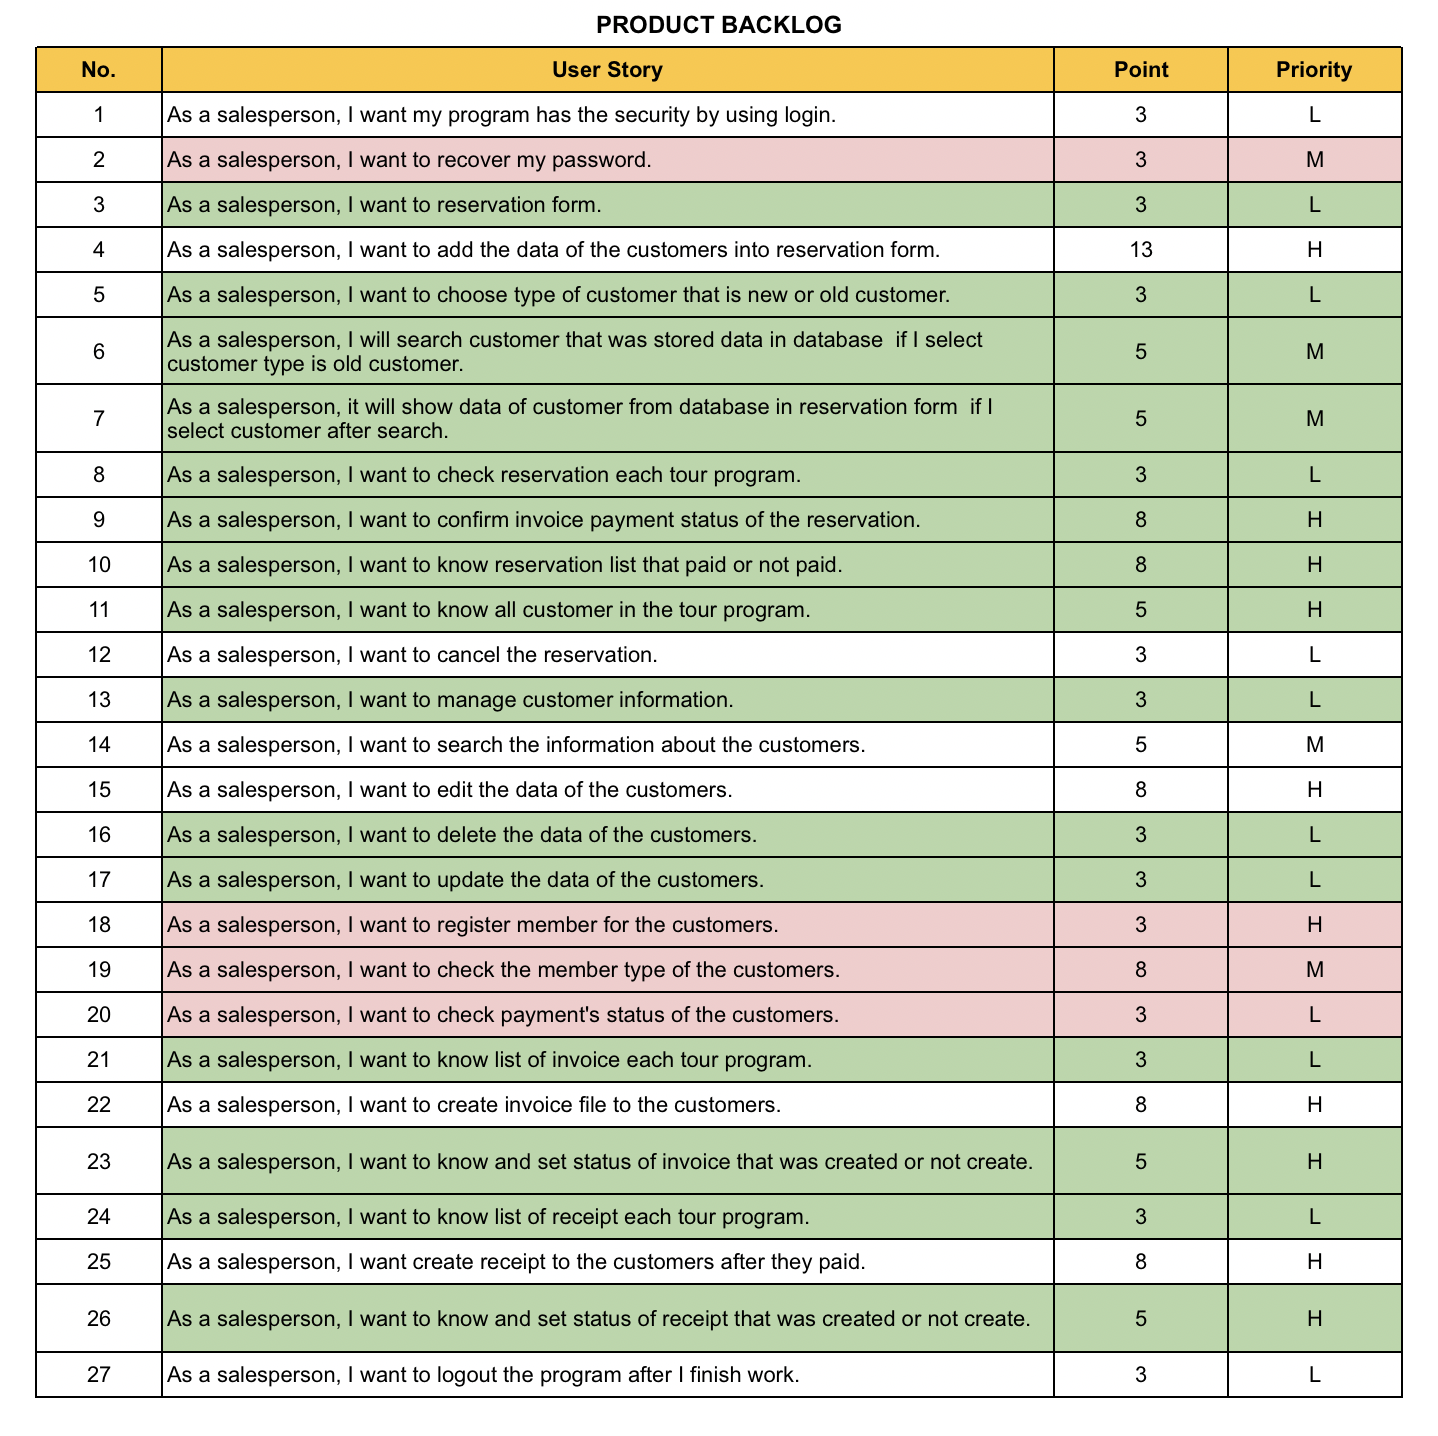 PRODUCT BACKLOG
No. User Story Point Priority
1 As a salesperson, I want my program has the security by using login. 3 L
2 As a salesperson, I want to recover my password. 3 M
3 As a salesperson, I want to reservation form. 3 L
4 As a salesperson, I want to add the data of the customers into reservation form. 13 H
5 As a salesperson, I want to choose type of customer that is new or old customer. 3 L
6 As a salesperson, I will search customer that was stored data in database  if I select
customer type is old customer. 5 M
7 As a salesperson, it will show data of customer from database in reservation form  if I
select customer after search. 5 M
8 As a salesperson, I want to check reservation each tour program. 3 L
9 As a salesperson, I want to confirm invoice payment status of the reservation. 8 H
10 As a salesperson, I want to know reservation list that paid or not paid. 8 H
11 As a salesperson, I want to know all customer in the tour program. 5 H
12 As a salesperson, I want to cancel the reservation. 3 L
13 As a salesperson, I want to manage customer information. 3 L
14 As a salesperson, I want to search the information about the customers. 5 M
15 As a salesperson, I want to edit the data of the customers. 8 H
16 As a salesperson, I want to delete the data of the customers. 3 L
17 As a salesperson, I want to update the data of the customers. 3 L
18 As a salesperson, I want to register member for the customers. 3 H
19 As a salesperson, I want to check the member type of the customers. 8 M
20 As a salesperson, I want to check payment's status of the customers. 3 L
21 As a salesperson, I want to know list of invoice each tour program. 3 L
22 As a salesperson, I want to create invoice file to the customers. 8 H
23 As a salesperson, I want to know and set status of invoice that was created or not create. 5 H
24 As a salesperson, I want to know list of receipt each tour program. 3 L
25 As a salesperson, I want create receipt to the customers after they paid. 8 H
26 As a salesperson, I want to know and set status of receipt that was created or not create. 5 H
27 As a salesperson, I want to logout the program after I finish work. 3 L